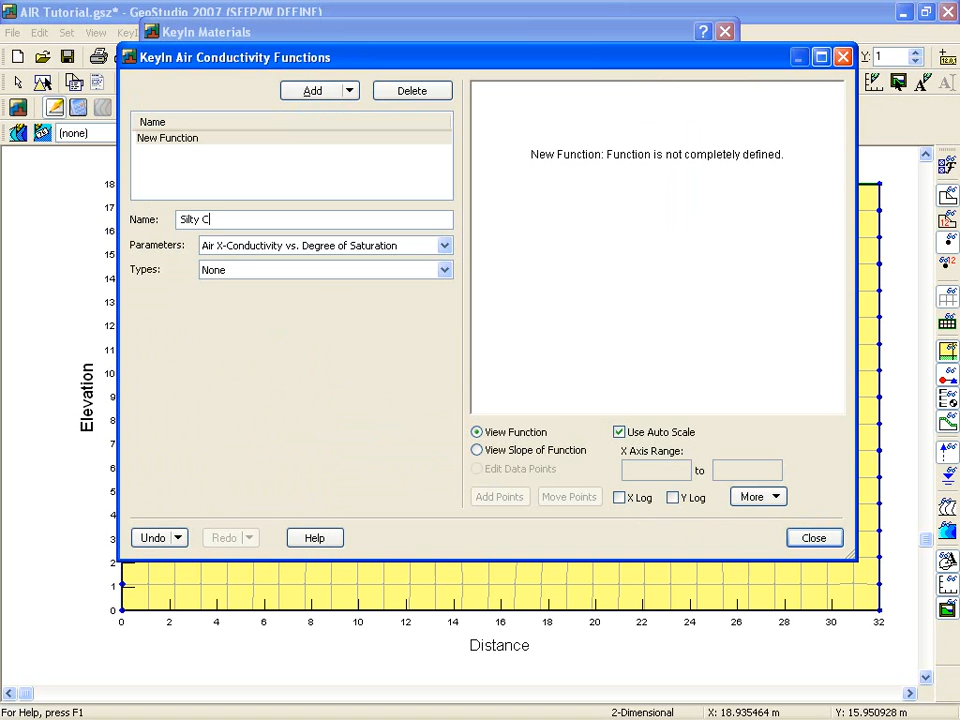 AIR Tutorial.gsz* - GeoStudio 2007 (SEEP/W DEFINE)
File Edit Set View KeyI
KeyIn Materials
KeyIn Air Conductivity Functions
Y: 1
(none)
Add Delete
Name
New Function
Name: Silty C
Parameters: Air X-Conductivity vs. Degree of Saturation
Types: None
New Function: Function is not completely defined.
View Function Use Auto Scale
View Slope of Function X Axis Range:
Edit Data Points to
Add Points Move Points X Log Y Log More
Undo Redo Help Close
18
17
16
15
14
13
12
11
10
9
8
7
6
5
4
3
2
1
0
Elevation
0 2 4 6 8 10 12 14 16 18 20 22 24 26 28 30 32
Distance
For Help, press F1 2-Dimensional X: 18.935464 m Y: 15.950928 m